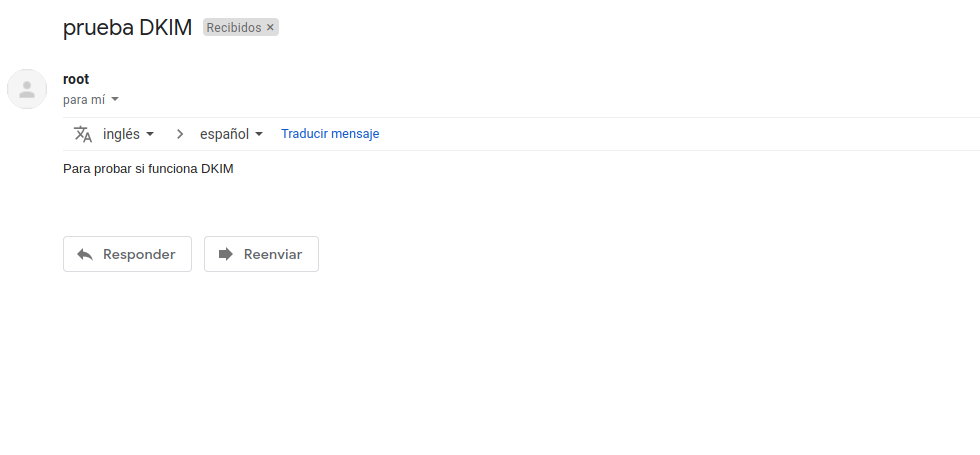 prueba DKIM Recibidos ×
root
para mí
inglés español Traducir mensaje
Para probar si funciona DKIM
Responder Reenviar